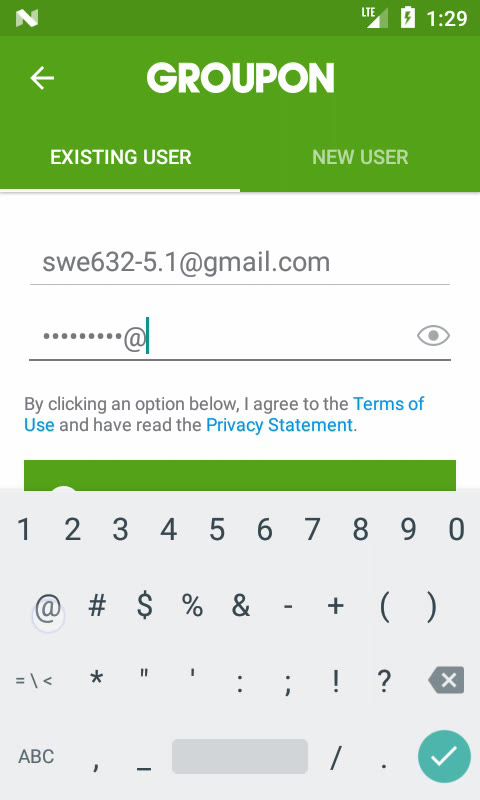 LTE 1:29
GROUPON
EXISTING USER NEW USER
swe632-5.1@gmail.com
•••••••••@
By clicking an option below, I agree to the Terms of
Use and have read the Privacy Statement.
1 2 3 4 5 6 7 8 9 0
@ # $ % & - + ( )
= \ < * " ' : ; ! ?
ABC , _ / .